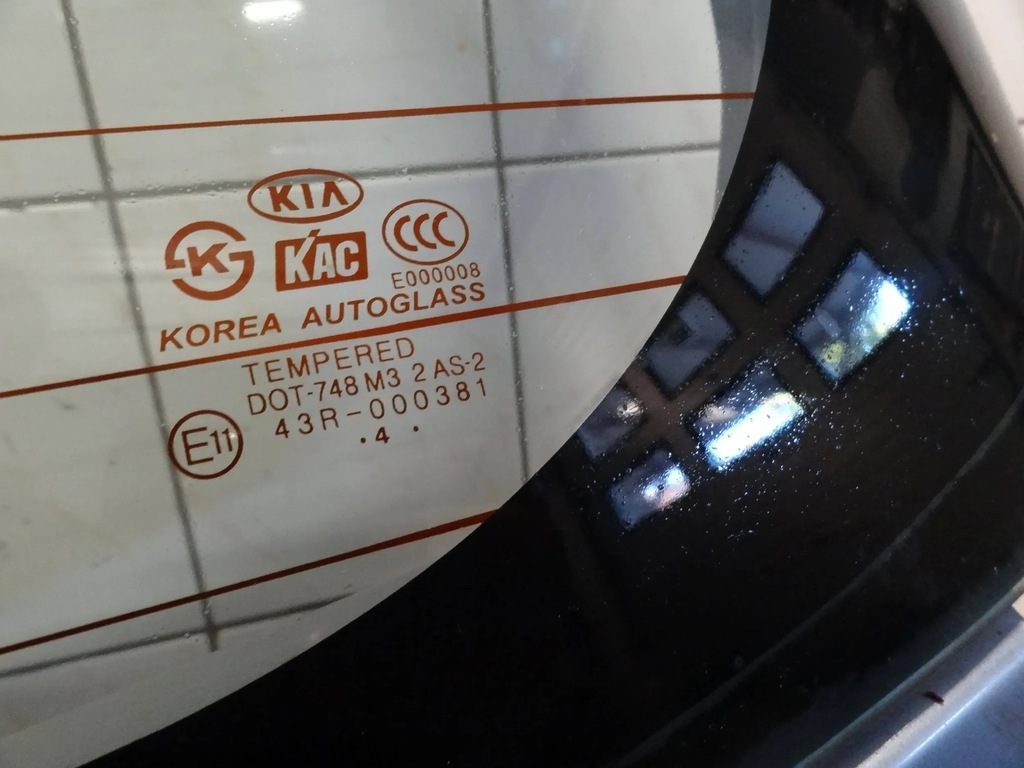 KIA
K
KAC
CCC
E000008
KOREA AUTOGLASS
TEMPERED
DOT-748 M3 2 AS-2
E11
43R-000381
.4 .